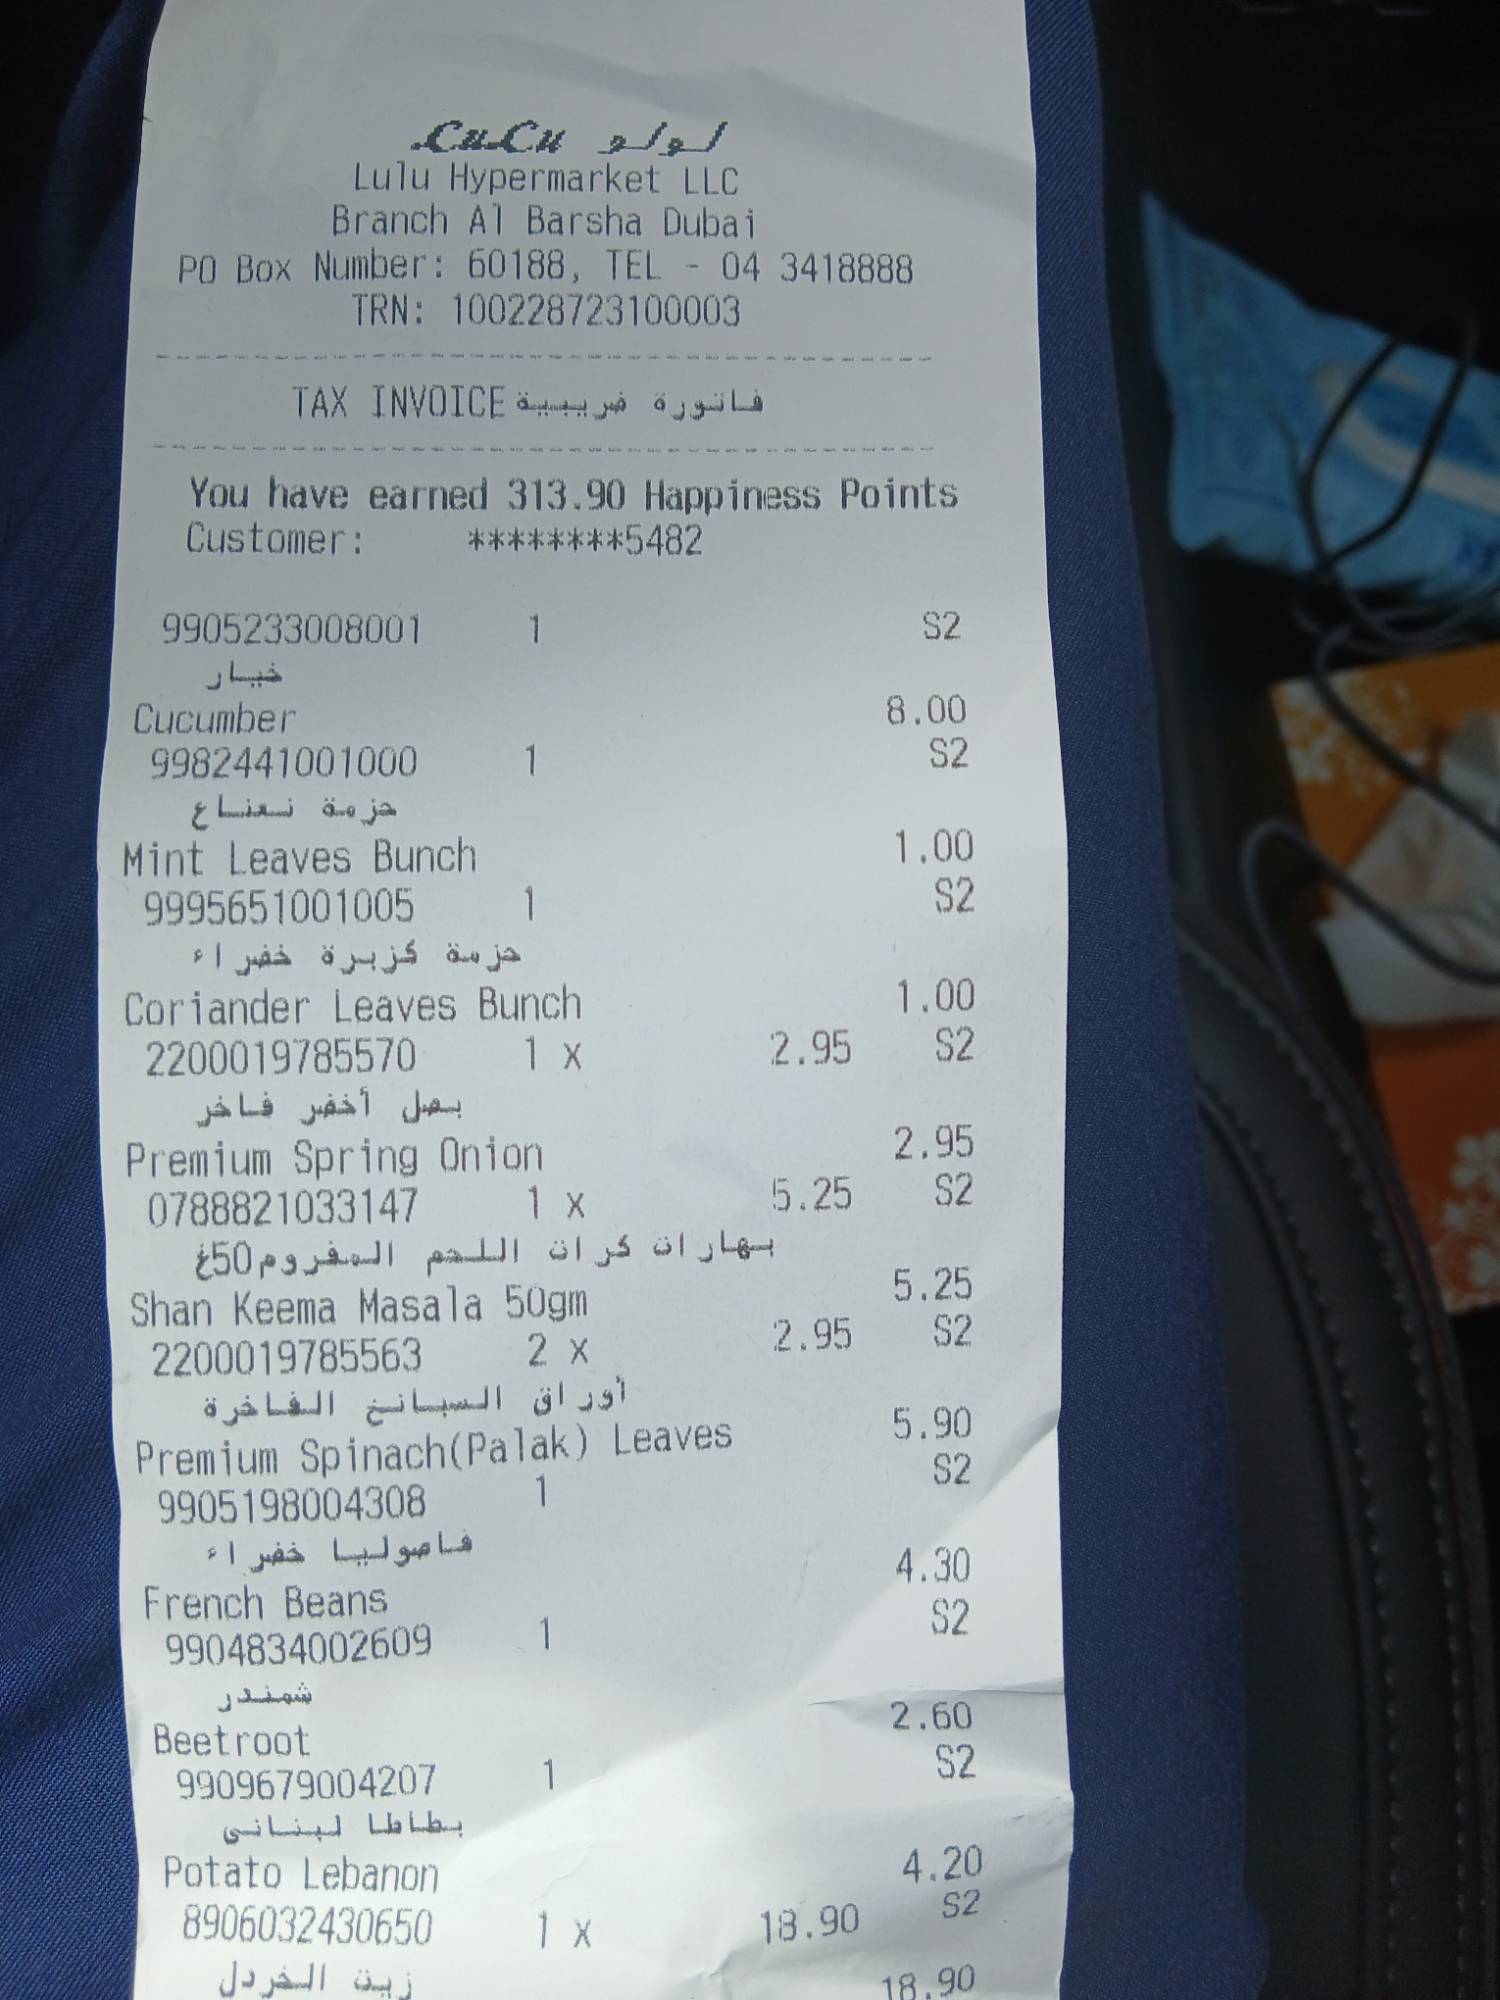 LuLu لولو
Lulu Hypermarket LLC
Branch Al Barsha Dubai
PO Box Number: 60188, TEL - 04 3418888
TRN: 100228723100003
TAX INVOICE فاتورة ضريبية
You have earned 313.90 Happiness Points
Customer: ********5482
9905233008001 1 S2
خيار
Cucumber 8.00
9982441001000 1 S2
حزمة نعناع
Mint Leaves Bunch 1.00
9995651001005 1 S2
حزمة كزبرة خضراء
Coriander Leaves Bunch 1.00
2200019785570 1 x 2.95 S2
بصل أخضر فاخر
Premium Spring Onion 2.95
0788821033147 1 x 5.25 S2
بهارات كرات اللحم المفروم 50غ
Shan Keema Masala 50gm 5.25
2200019785563 2 x 2.95 S2
أوراق السبانخ الفاخرة
Premium Spinach(Palak) Leaves 5.90
9905198004308 1 S2
فاصوليا خضراء
French Beans 4.30
9904834002609 1 S2
شمندر
Beetroot 2.60
9909679004207 1 S2
بطاطا لبنانى
Potato Lebanon 4.20
8906032430650 1 x 18.90 S2
زيت الخردل
18.90